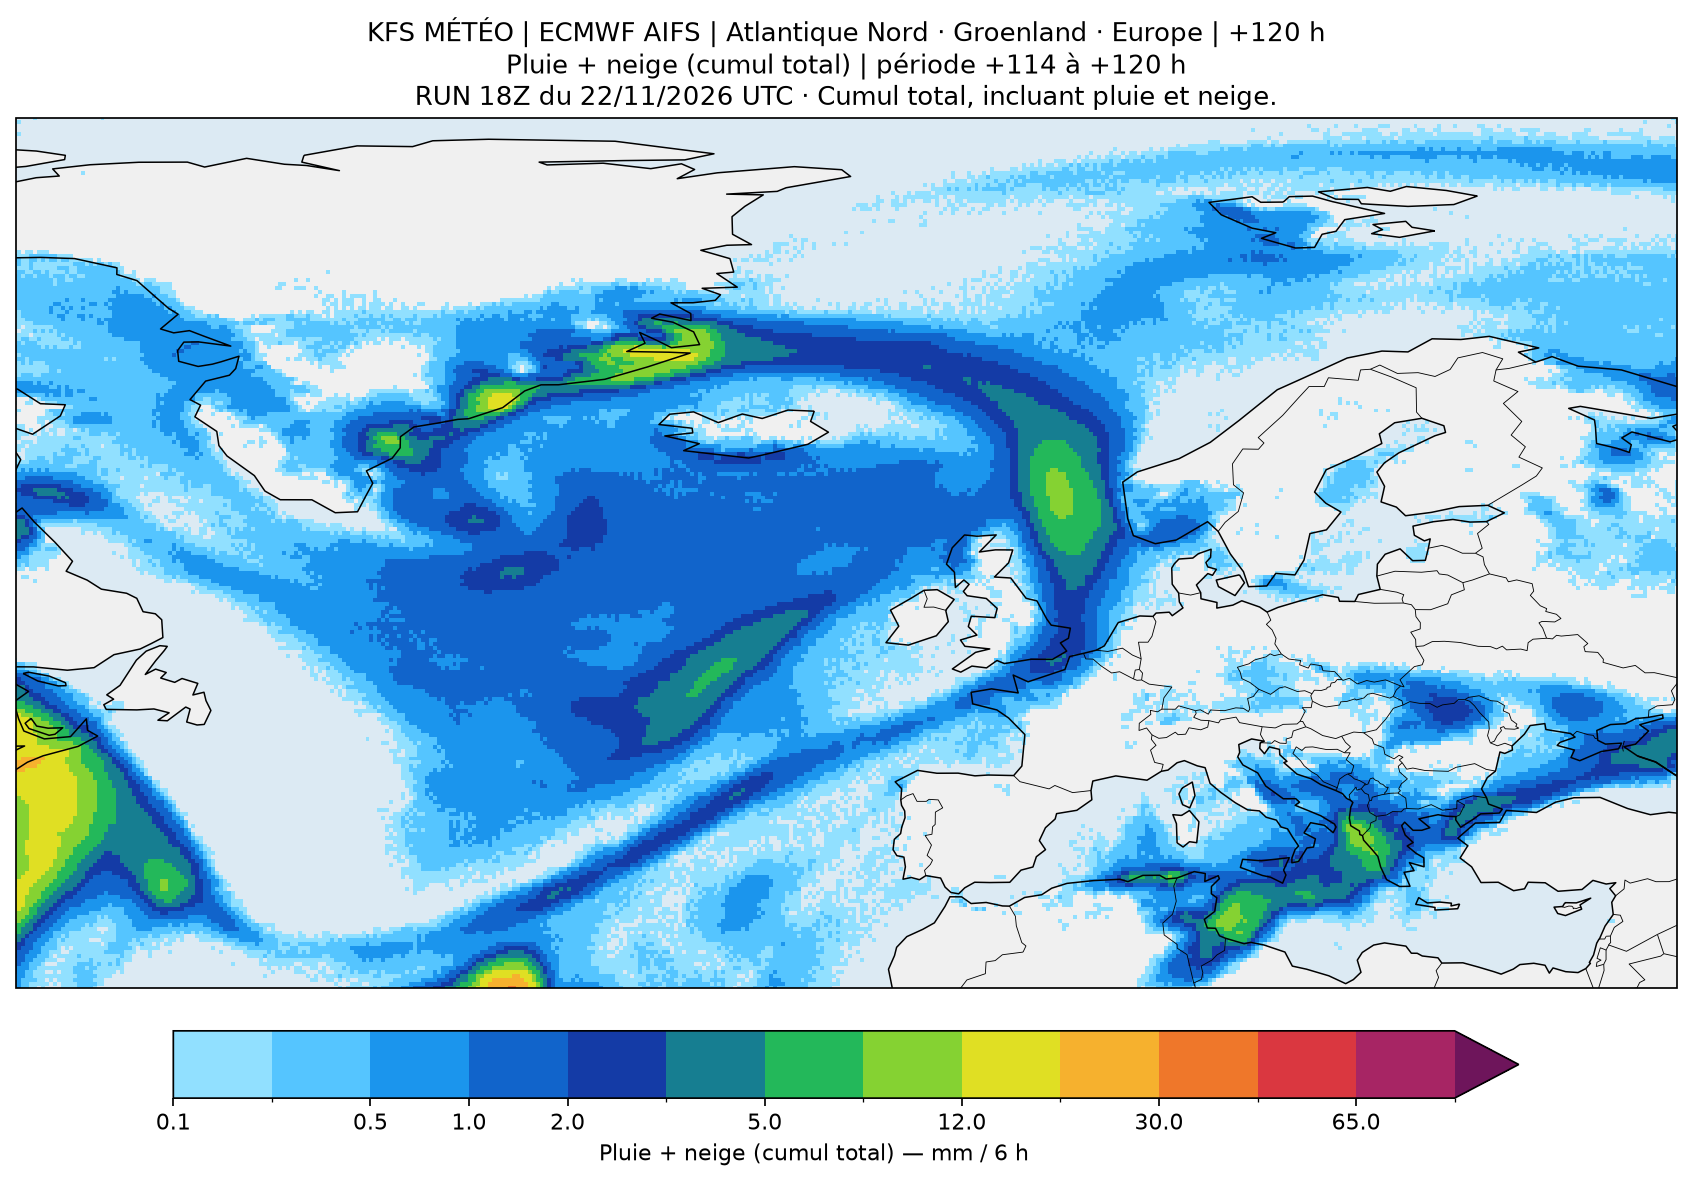 KFS MÉTÉO | ECMWF AIFS | Atlantique Nord · Groenland · Europe | +120 h
Pluie + neige (cumul total) | période +114 à +120 h
RUN 18Z du 22/11/2026 UTC · Cumul total, incluant pluie et neige.
0.1 0.5 1.0 2.0 5.0 12.0 30.0 65.0
Pluie + neige (cumul total) — mm / 6 h